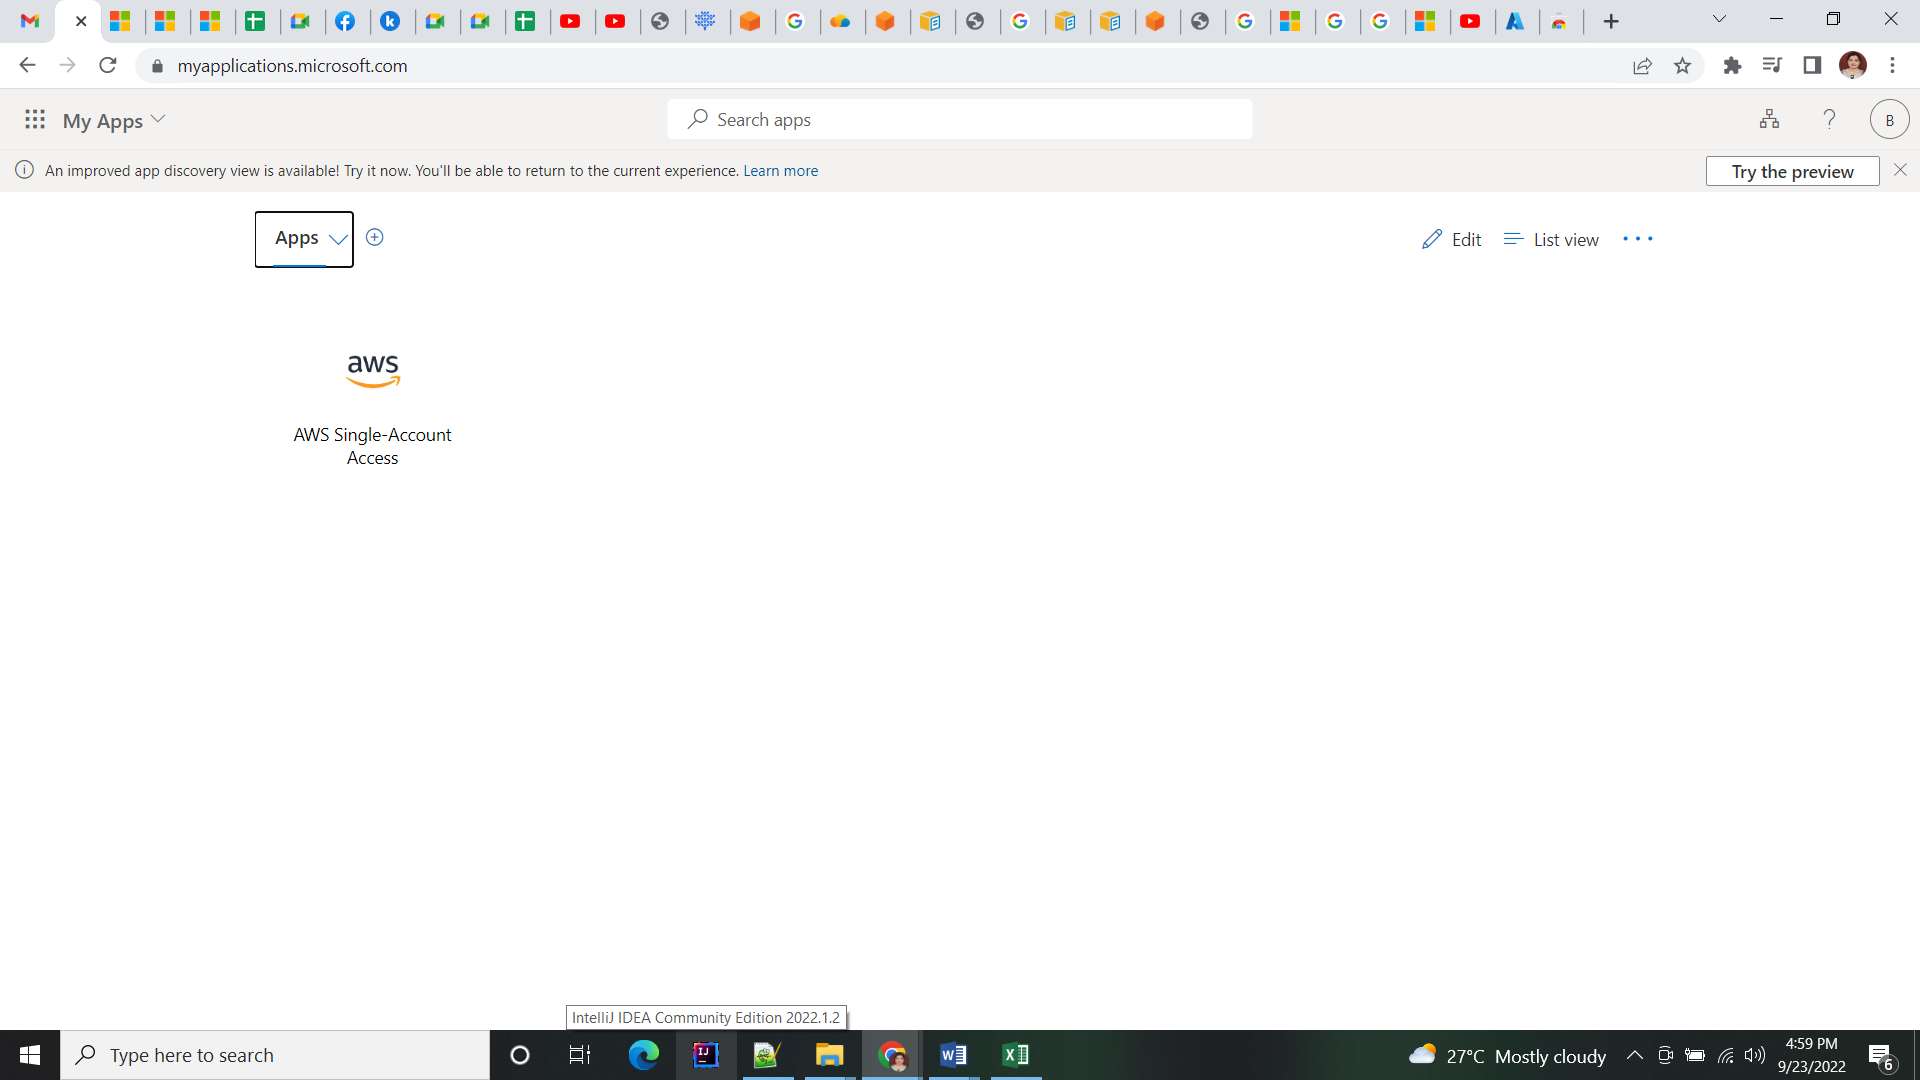 myapplications.microsoft.com
My Apps
Search apps
B
An improved app discovery view is available! Try it now. You'll be able to return to the current experience. Learn more
Try the preview
Apps
Edit
List view
aws
AWS Single-Account
Access
IntelliJ IDEA Community Edition 2022.1.2
Type here to search
27°C Mostly cloudy
4:59 PM
9/23/2022
6